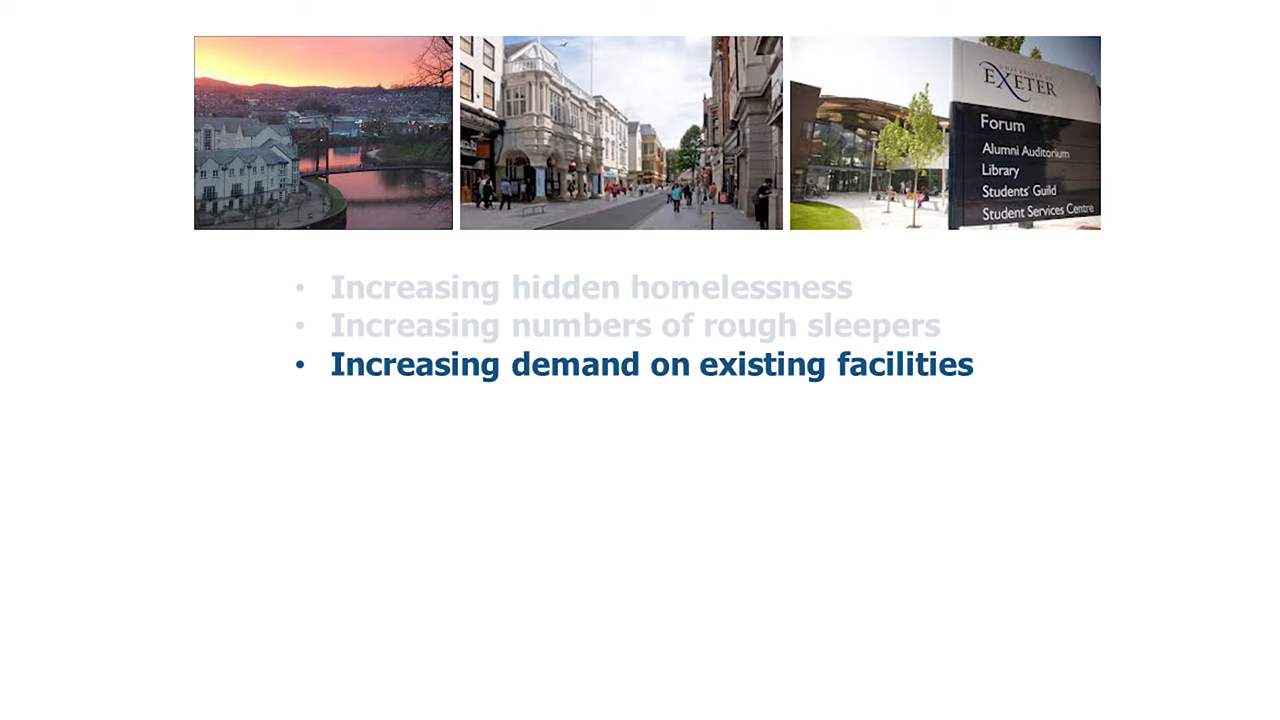 UNIVERSITY OF
EXETER
Forum
Alumni Auditorium
Library
Students' Guild
Student Services Centre
• Increasing hidden homelessness
• Increasing numbers of rough sleepers
• Increasing demand on existing facilities